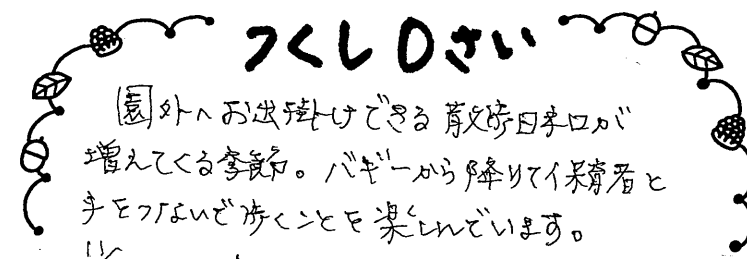 つくし0さい
園外へお出掛けできる散歩日和が
増えてくる季節。バギーから降りて保育者と
手をつないで歩くことを楽しんでいます。